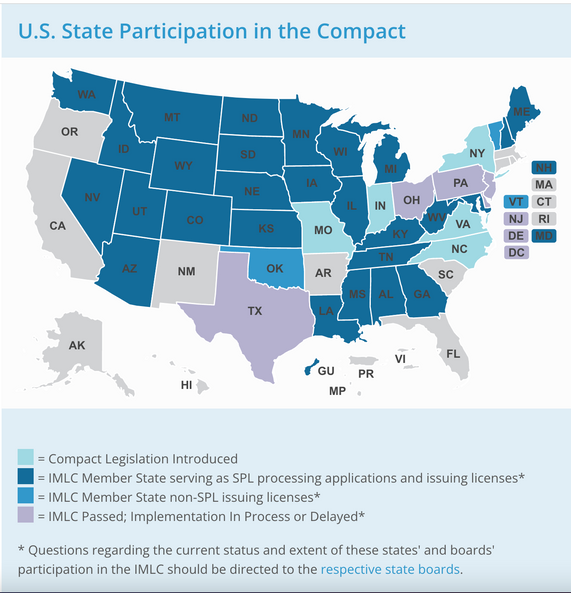 U.S. State Participation in the Compact
WA
MT
ND
MN
ME
OR
ID
SD
WI
MI
NY
NH
WY
MA
IA
PA
NE
VT
CT
NV
IL
IN
OH
NJ
RI
UT
CO
WV
VA
DE
MD
CA
KS
MO
KY
NC
DC
TN
AZ
NM
OK
AR
SC
MS
AL
GA
TX
LA
AK
FL
VI
HI
GU
PR
MP
= Compact Legislation Introduced
= IMLC Member State serving as SPL processing applications and issuing licenses*
= IMLC Member State non-SPL issuing licenses*
= IMLC Passed; Implementation In Process or Delayed*
* Questions regarding the current status and extent of these states' and boards'
participation in the IMLC should be directed to the respective state boards.